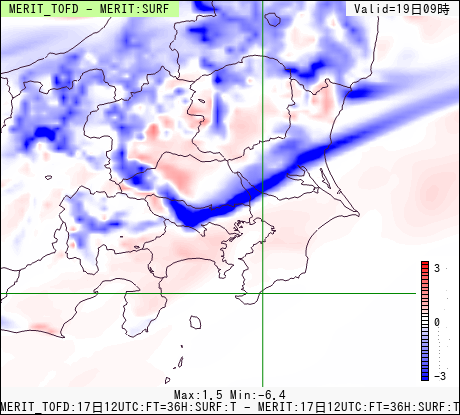 MERIT_TOFD - MERIT:SURF
Valid=19日09時
3
0
-3
Max:1.5 Min:-6.4
MERIT_TOFD:17日12UTC:FT=36H:SURF:T - MERIT:17日12UTC:FT=36H:SURF:T